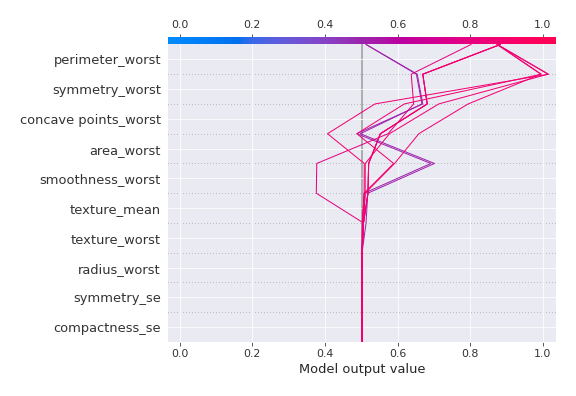 0.0 0.2 0.4 0.6 0.8 1.0
perimeter_worst
symmetry_worst
concave points_worst
area_worst
smoothness_worst
texture_mean
texture_worst
radius_worst
symmetry_se
compactness_se
0.0 0.2 0.4 0.6 0.8 1.0
Model output value